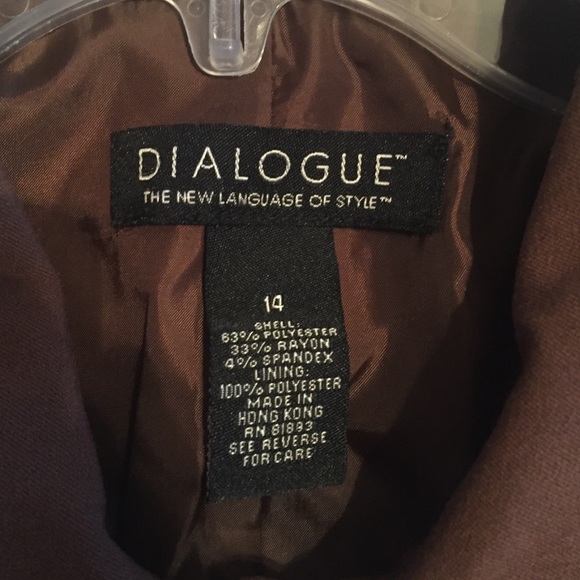 DIALOGUE™
THE NEW LANGUAGE OF STYLE™
14
SHELL:
63% POLYESTER
33% RAYON
4% SPANDEX
LINING:
100% POLYESTER
MADE IN
HONG KONG
RN 81893
SEE REVERSE
FOR CARE